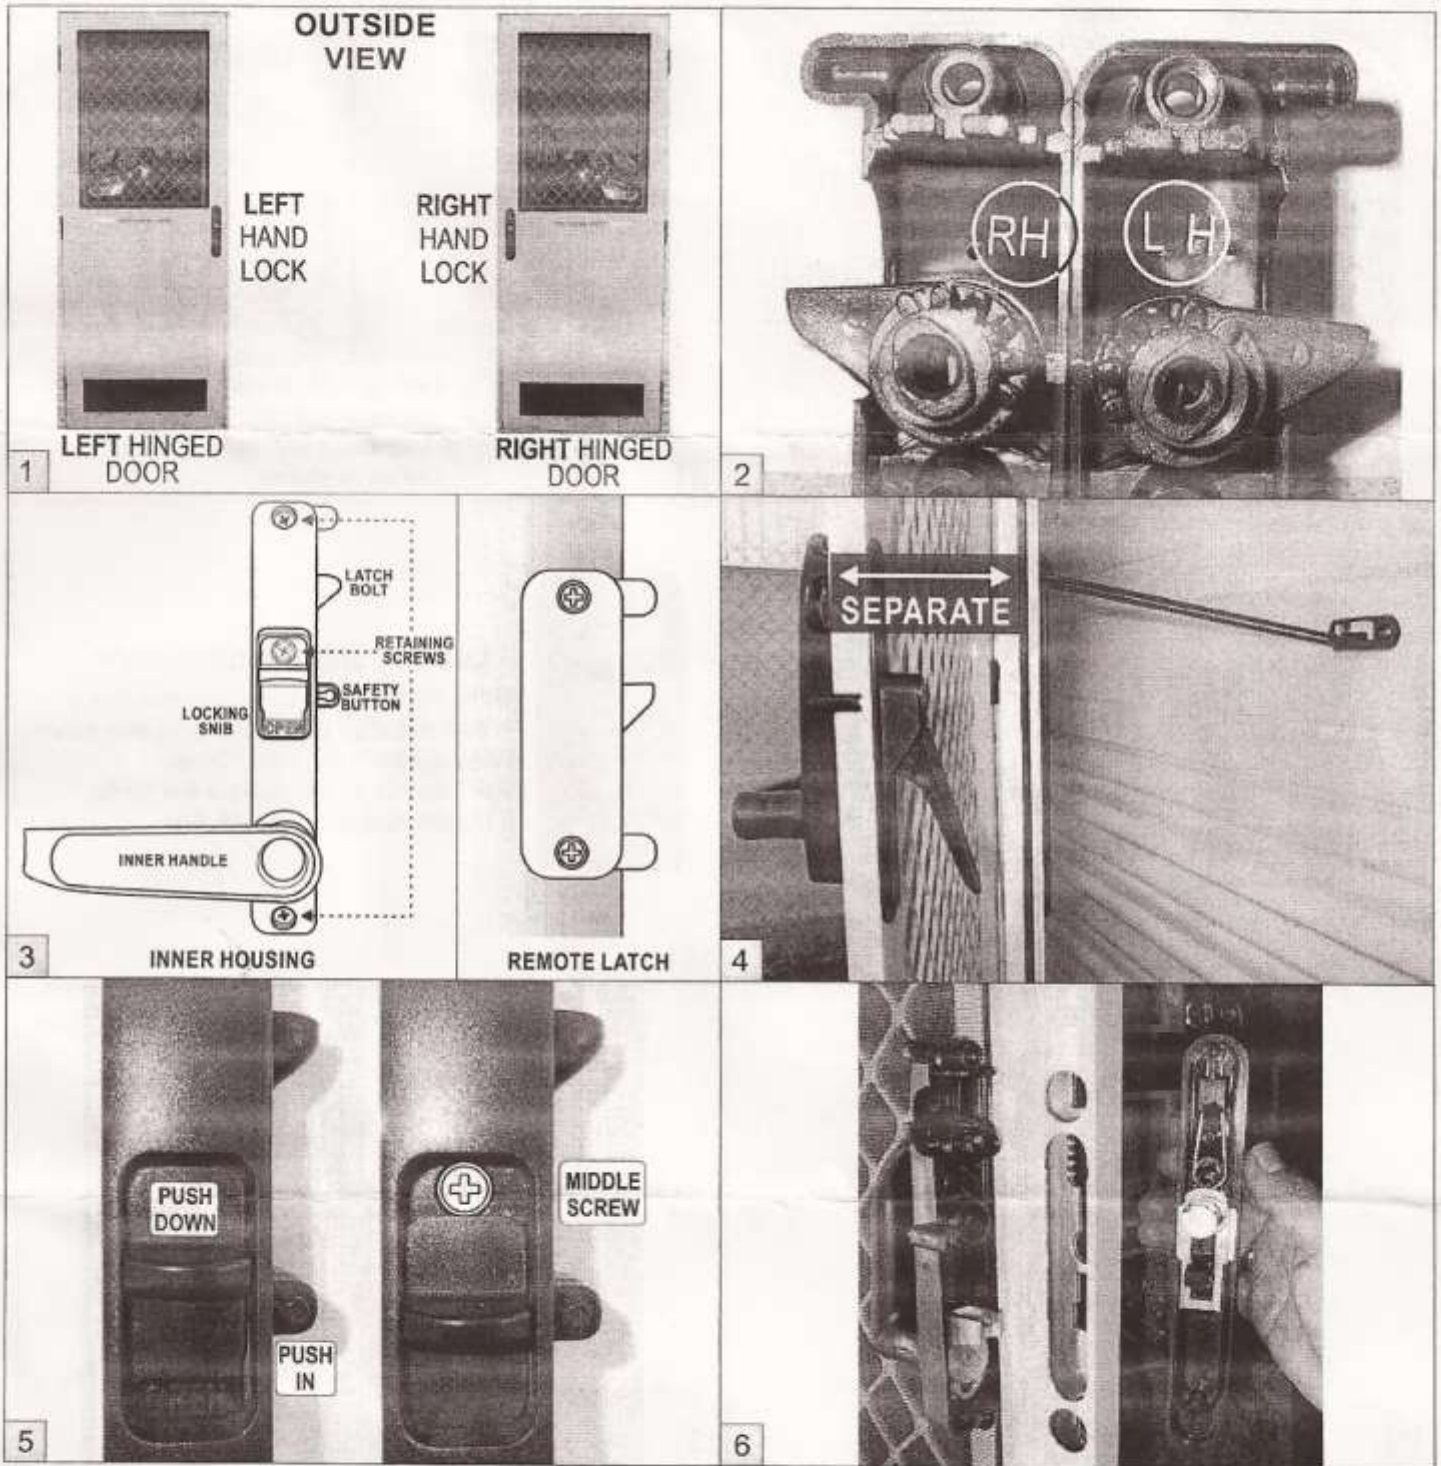 OUTSIDE
VIEW
LEFT
HAND
LOCK
RIGHT
HAND
LOCK
LEFT HINGED
DOOR
RIGHT HINGED
DOOR
1
RH
L H
2
LATCH
BOLT
RETAINING
SCREWS
SAFETY
BUTTON
LOCKING
SNIB
OPEN
INNER HANDLE
INNER HOUSING
REMOTE LATCH
3
SEPARATE
4
PUSH
DOWN
PUSH
IN
MIDDLE
SCREW
5
6